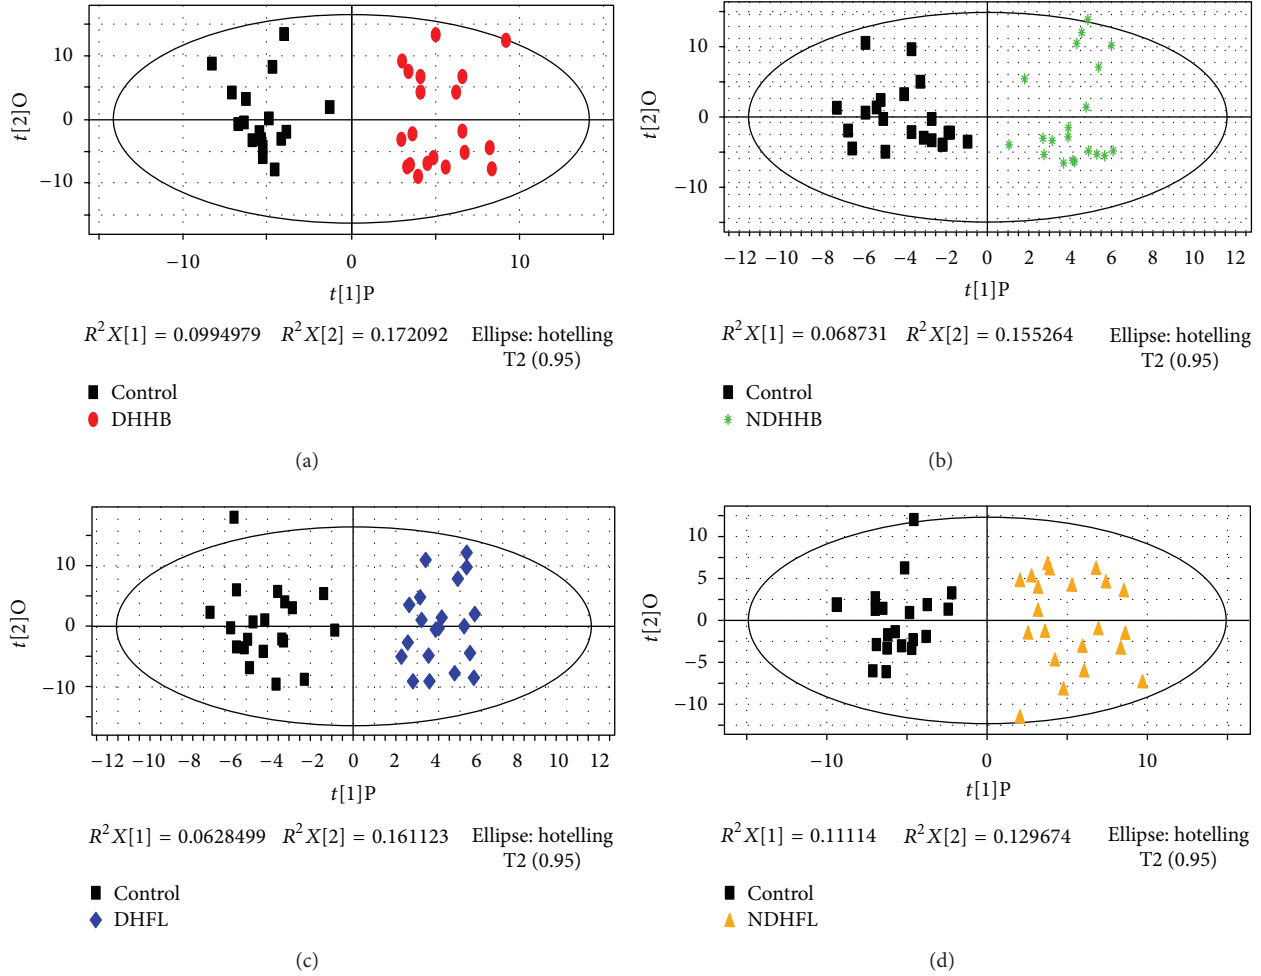 10
0
−10
t[2]O
−10
0
10
t[1]P
R²X[1] = 0.0994979 R²X[2] = 0.172092 Ellipse: hotelling
T2 (0.95)
Control
DHHB
(a)
10
0
−10
t[2]O
−12 −10 −8 −6 −4 −2 0 2 4 6 8 10 12
t[1]P
R²X[1] = 0.068731 R²X[2] = 0.155264 Ellipse: hotelling
T2 (0.95)
Control
NDHHB
(b)
10
0
−10
t[2]O
−12 −10 −8 −6 −4 −2 0 2 4 6 8 10 12
t[1]P
R²X[1] = 0.0628499 R²X[2] = 0.161123 Ellipse: hotelling
T2 (0.95)
Control
DHFL
(c)
10
5
0
−5
−10
t[2]O
−10 0 10
t[1]P
R²X[1] = 0.11114 R²X[2] = 0.129674 Ellipse: hotelling
T2 (0.95)
Control
NDHFL
(d)